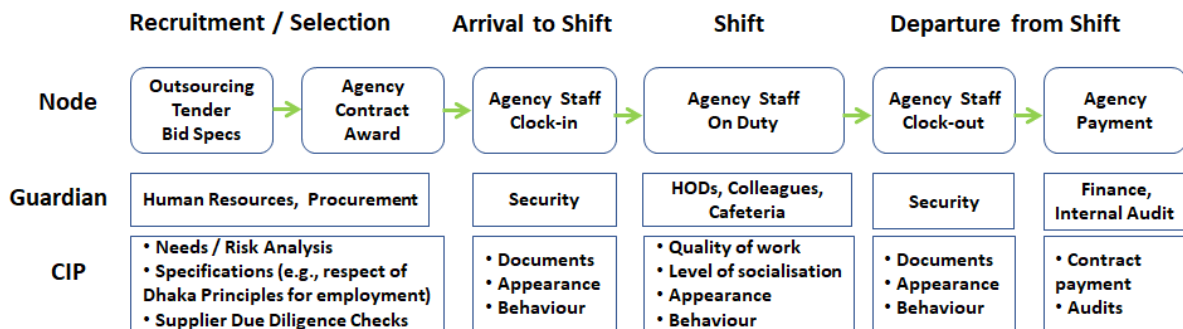 Recruitment / Selection
Arrival to Shift
Shift
Departure from Shift
Node
Outsourcing
Tender
Bid Specs
Agency
Contract
Award
Agency Staff
Clock-in
Agency Staff
On Duty
Agency Staff
Clock-out
Agency
Payment
Guardian
Human Resources, Procurement
Security
HODs, Colleagues,
Cafeteria
Security
Finance,
Internal Audit
CIP
• Needs / Risk Analysis
• Specifications (e.g., respect of
Dhaka Principles for employment)
• Supplier Due Diligence Checks
• Documents
• Appearance
• Behaviour
• Quality of work
• Level of socialisation
• Appearance
• Behaviour
• Documents
• Appearance
• Behaviour
• Contract
payment
• Audits